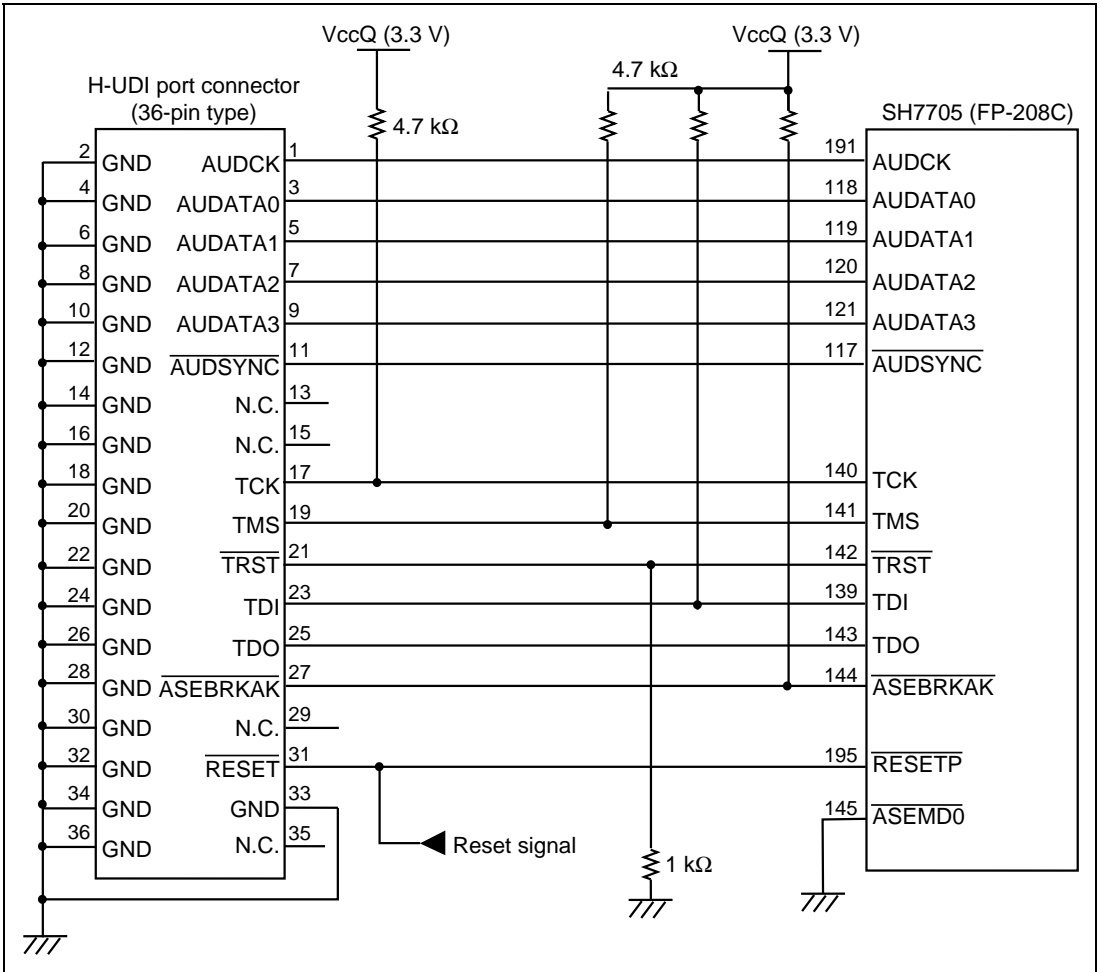 VccQ (3.3 V)
VccQ (3.3 V)
4.7 kΩ
H-UDI port connector
(36-pin type)
4.7 kΩ
SH7705 (FP-208C)
2 GND AUDCK 1 191 AUDCK
4 GND AUDATA0 3 118 AUDATA0
6 GND AUDATA1 5 119 AUDATA1
8 GND AUDATA2 7 120 AUDATA2
10 GND AUDATA3 9 121 AUDATA3
12 GND AUDSYNC 11 117 AUDSYNC
14 GND N.C. 13
16 GND N.C. 15
18 GND TCK 17 140 TCK
20 GND TMS 19 141 TMS
22 GND TRST 21 142 TRST
24 GND TDI 23 139 TDI
26 GND TDO 25 143 TDO
28 GND ASEBRKAK 27 144 ASEBRKAK
30 GND N.C. 29
32 GND RESET 31 195 RESETP
34 GND GND 33 145 ASEMD0
36 GND N.C. 35
Reset signal
1 kΩ